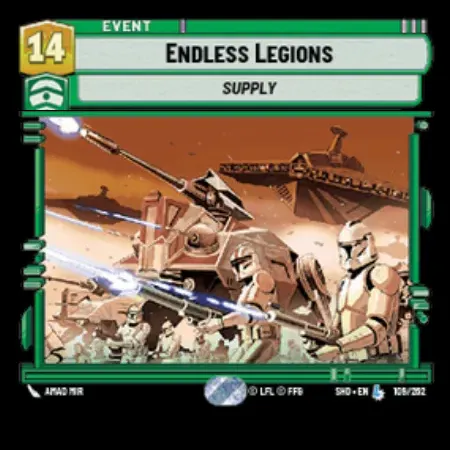 EVENT
14
ENDLESS LEGIONS
SUPPLY
AMAD MIR
© LFL © FFG
SHD • EN
109/262